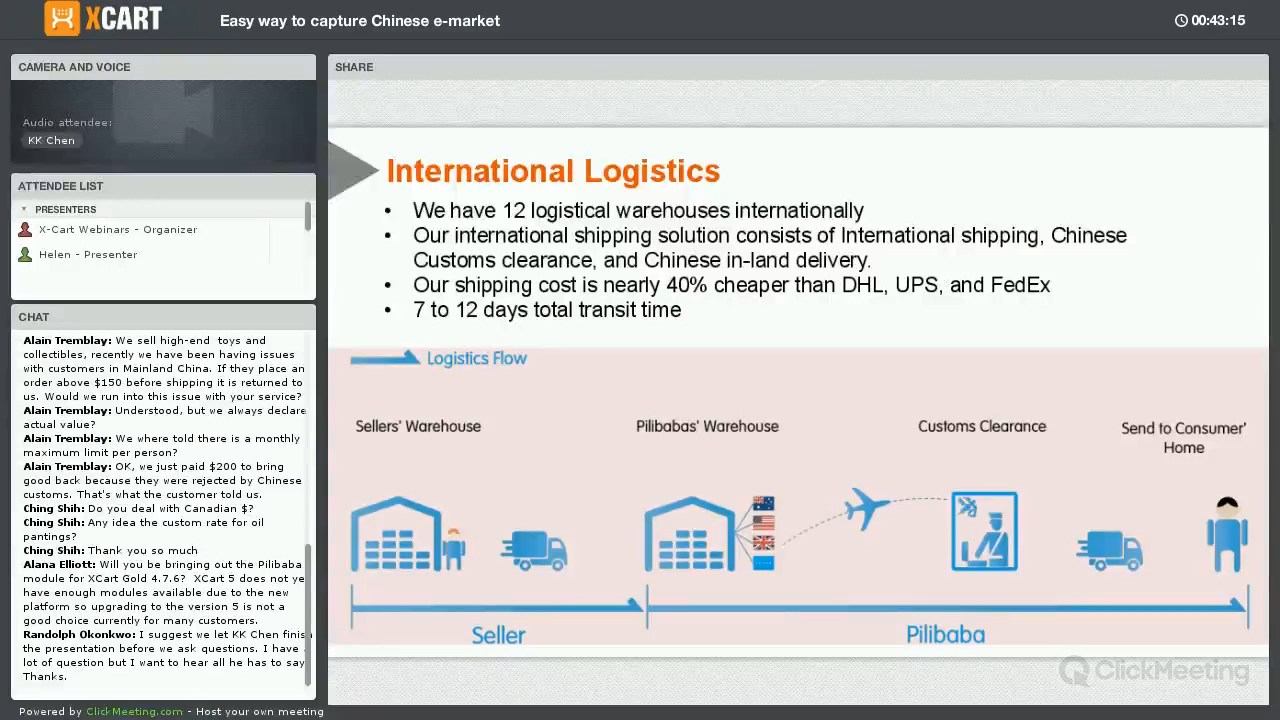 XCART
Easy way to capture Chinese e-market
00:43:15
CAMERA AND VOICE
Audio attendee:
KK Chen
ATTENDEE LIST
PRESENTERS
X-Cart Webinars - Organizer
Helen - Presenter
CHAT
Alain Tremblay: We sell high-end toys and
collectibles, recently we have been having issues
with customers in Mainland China. If they place an
order above $150 before shipping it is returned to
us. Would we run into this issue with your service?
Alain Tremblay: Understood, but we always declare
actual value?
Alain Tremblay: We where told there is a monthly
maximum limit per person?
Alain Tremblay: OK, we just paid $200 to bring
good back because they were rejected by Chinese
customs. That's what the customer told us.
Ching Shih: Do you deal with Canadian $?
Ching Shih: Any idea the custom rate for oil
pantings?
Ching Shih: Thank you so much
Alana Elliott: Will you be bringing out the Pilibaba
module for XCart Gold 4.7.6? XCart 5 does not ye
have enough modules available due to the new
platform so upgrading to the version 5 is not a
good choice currently for many customers.
Randolph Okonkwo: I suggest we let KK Chen finis
the presentation before we ask questions. I have
lot of question but I want to hear all he has to say
Thanks.
Powered by ClickMeeting.com - Host your own meeting
SHARE
International Logistics
• We have 12 logistical warehouses internationally
• Our international shipping solution consists of International shipping, Chinese
Customs clearance, and Chinese in-land delivery.
• Our shipping cost is nearly 40% cheaper than DHL, UPS, and FedEx
• 7 to 12 days total transit time
Logistics Flow
Sellers' Warehouse
Pilibabas' Warehouse
Customs Clearance
Send to Consumer'
Home
Seller
Pilibaba
ClickMeeting